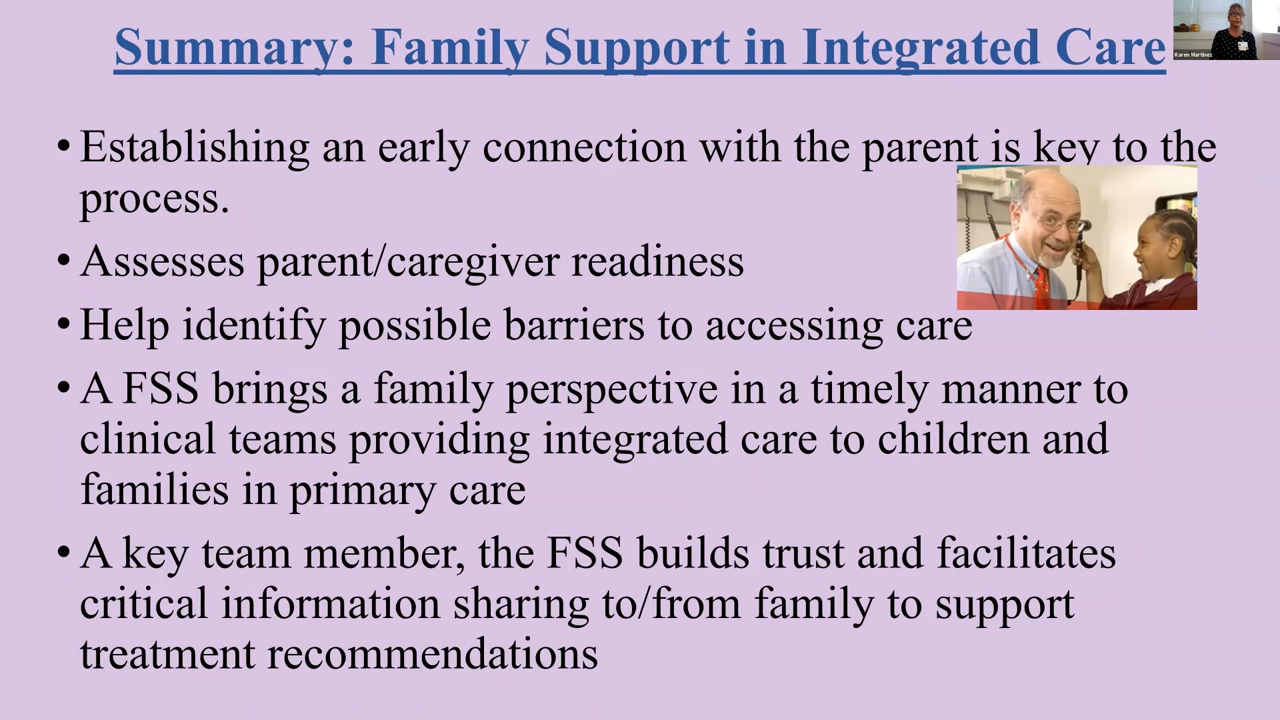 Summary: Family Support in Integrated Care
Karen Martinez
• Establishing an early connection with the parent is key to the
process.
• Assesses parent/caregiver readiness
• Help identify possible barriers to accessing care
• A FSS brings a family perspective in a timely manner to
clinical teams providing integrated care to children and
families in primary care
• A key team member, the FSS builds trust and facilitates
critical information sharing to/from family to support
treatment recommendations